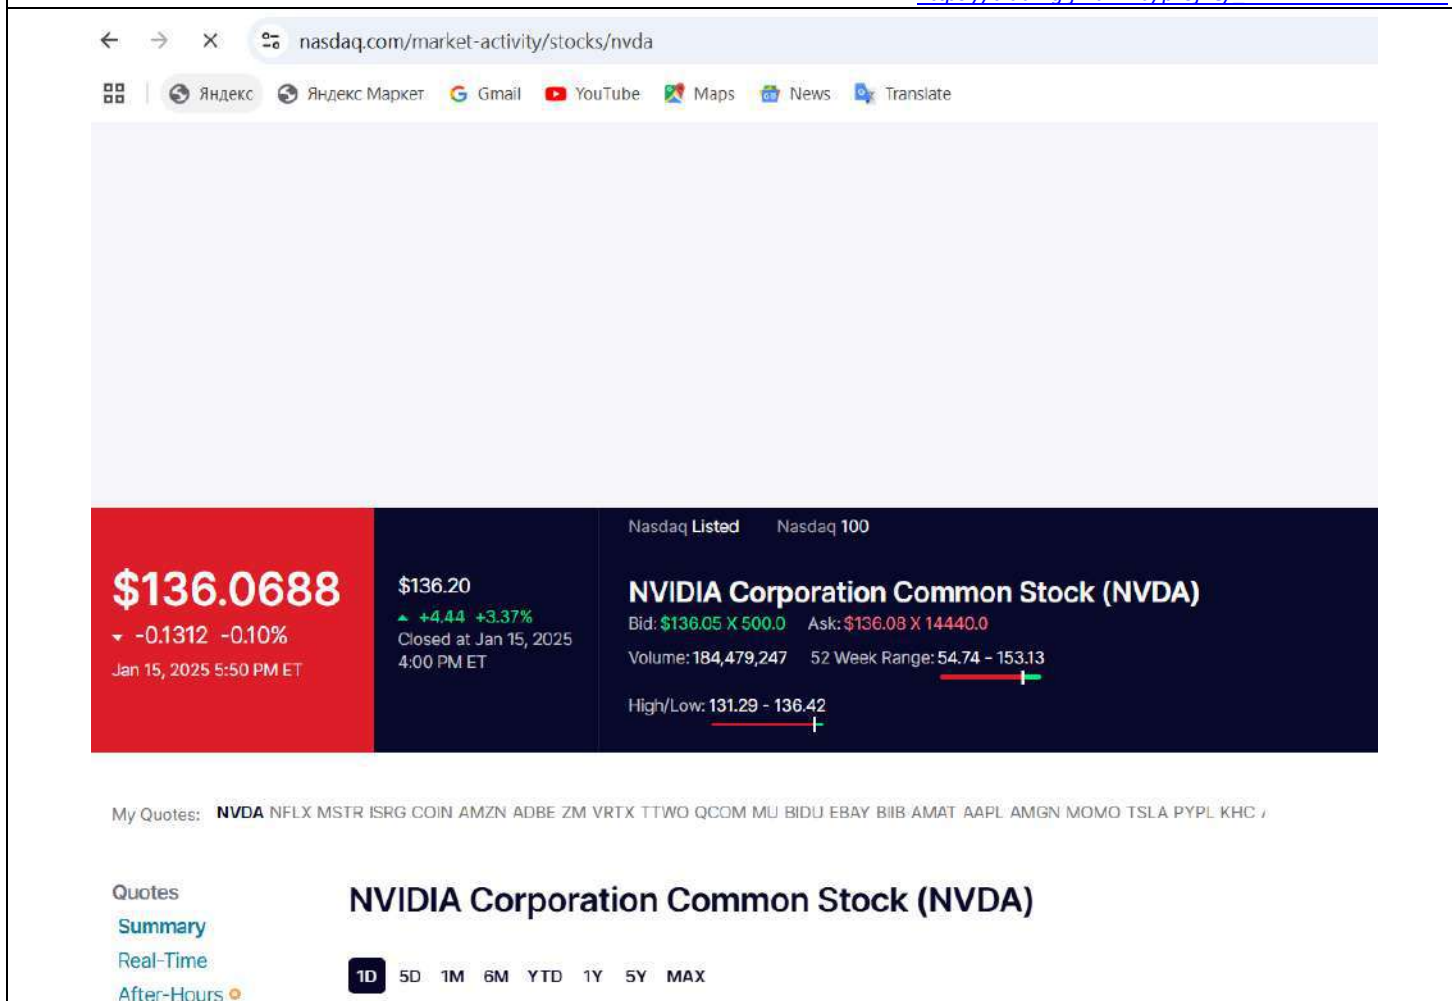 nasdaq.com/market-activity/stocks/nvda
Яндекс Яндекс Маркет Gmail YouTube Maps News Translate
Nasdaq Listed Nasdaq 100
$136.0688
-0.1312 -0.10%
Jan 15, 2025 5:50 PM ET
$136.20
+4.44 +3.37%
Closed at Jan 15, 2025
4:00 PM ET
NVIDIA Corporation Common Stock (NVDA)
Bid: $136.05 X 500.0 Ask: $136.08 X 14440.0
Volume: 184,479,247 52 Week Range: 54.74 - 153.13
High/Low: 131.29 - 136.42
My Quotes: NVDA NFLX MSTR ISRG COIN AMZN ADBE ZM VRTX TTWO QCOM MU BIDU EBAY BIIB AMAT AAPL AMGN MOMO TSLA PYPL KHC
Quotes
Summary
Real-Time
After-Hours
NVIDIA Corporation Common Stock (NVDA)
1D 5D 1M 6M YTD 1Y 5Y MAX